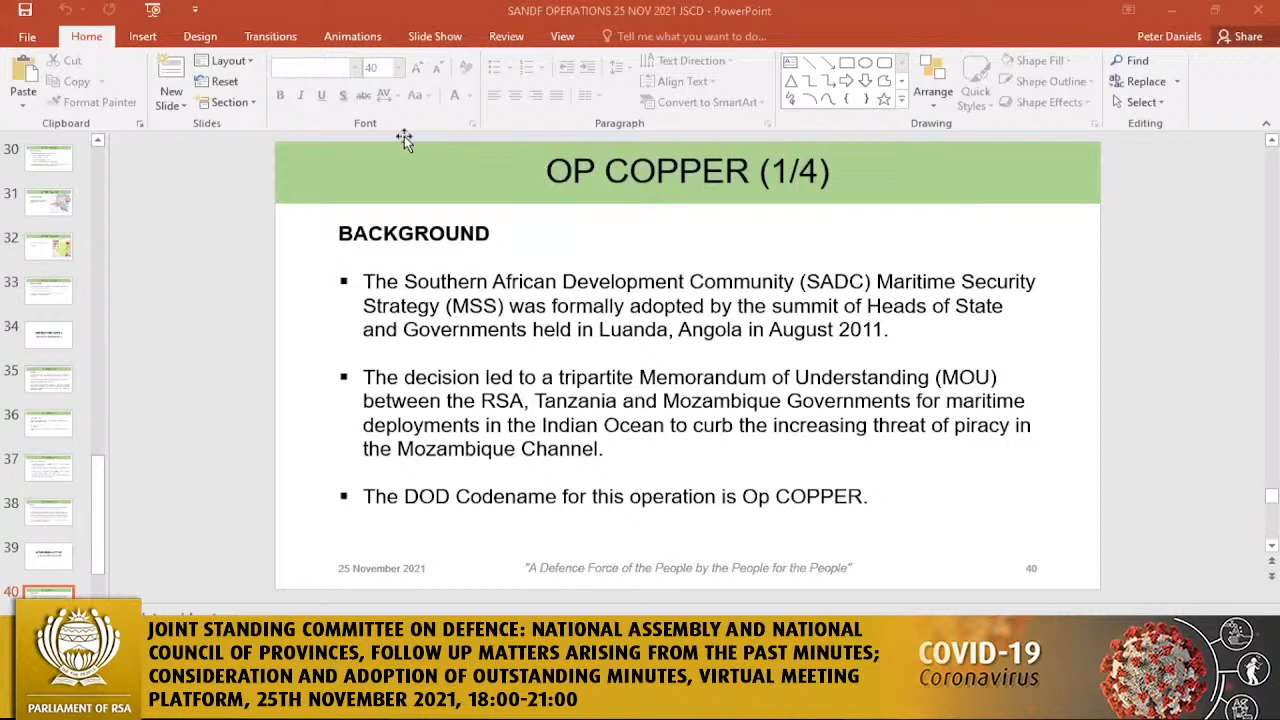 SANDF OPERATIONS 25 NOV 2021 JSCD - PowerPoint
File Home Insert Design Transitions Animations Slide Show Review View Tell me what you want to do... Peter Daniels Share
Paste Cut Copy Format Painter
New Slide Layout Reset Section
40
B I U S abc AV Aa A
Text Direction Align Text Convert to SmartArt
Arrange Quick Styles Shape Fill Shape Outline Shape Effects
Find Replace Select
Clipboard Slides Font Paragraph Drawing Editing
30
31
32
33
34
35
36
37
38
39
40
OP COPPER (1/4)
BACKGROUND
▪ The Southern African Development Community (SADC) Maritime Security
Strategy (MSS) was formally adopted by the summit of Heads of State
and Governments held in Luanda, Angola in August 2011.
▪ The decision led to a tripartite Memorandum of Understanding (MOU)
between the RSA, Tanzania and Mozambique Governments for maritime
deployments in the Indian Ocean to curb the increasing threat of piracy in
the Mozambique Channel.
▪ The DOD Codename for this operation is Op COPPER.
25 November 2021 "A Defence Force of the People by the People for the People" 40
JOINT STANDING COMMITTEE ON DEFENCE: NATIONAL ASSEMBLY AND NATIONAL
COUNCIL OF PROVINCES, FOLLOW UP MATTERS ARISING FROM THE PAST MINUTES;
CONSIDERATION AND ADOPTION OF OUTSTANDING MINUTES, VIRTUAL MEETING
PLATFORM, 25TH NOVEMBER 2021, 18:00-21:00
PARLIAMENT OF RSA
COVID-19
Coronavirus